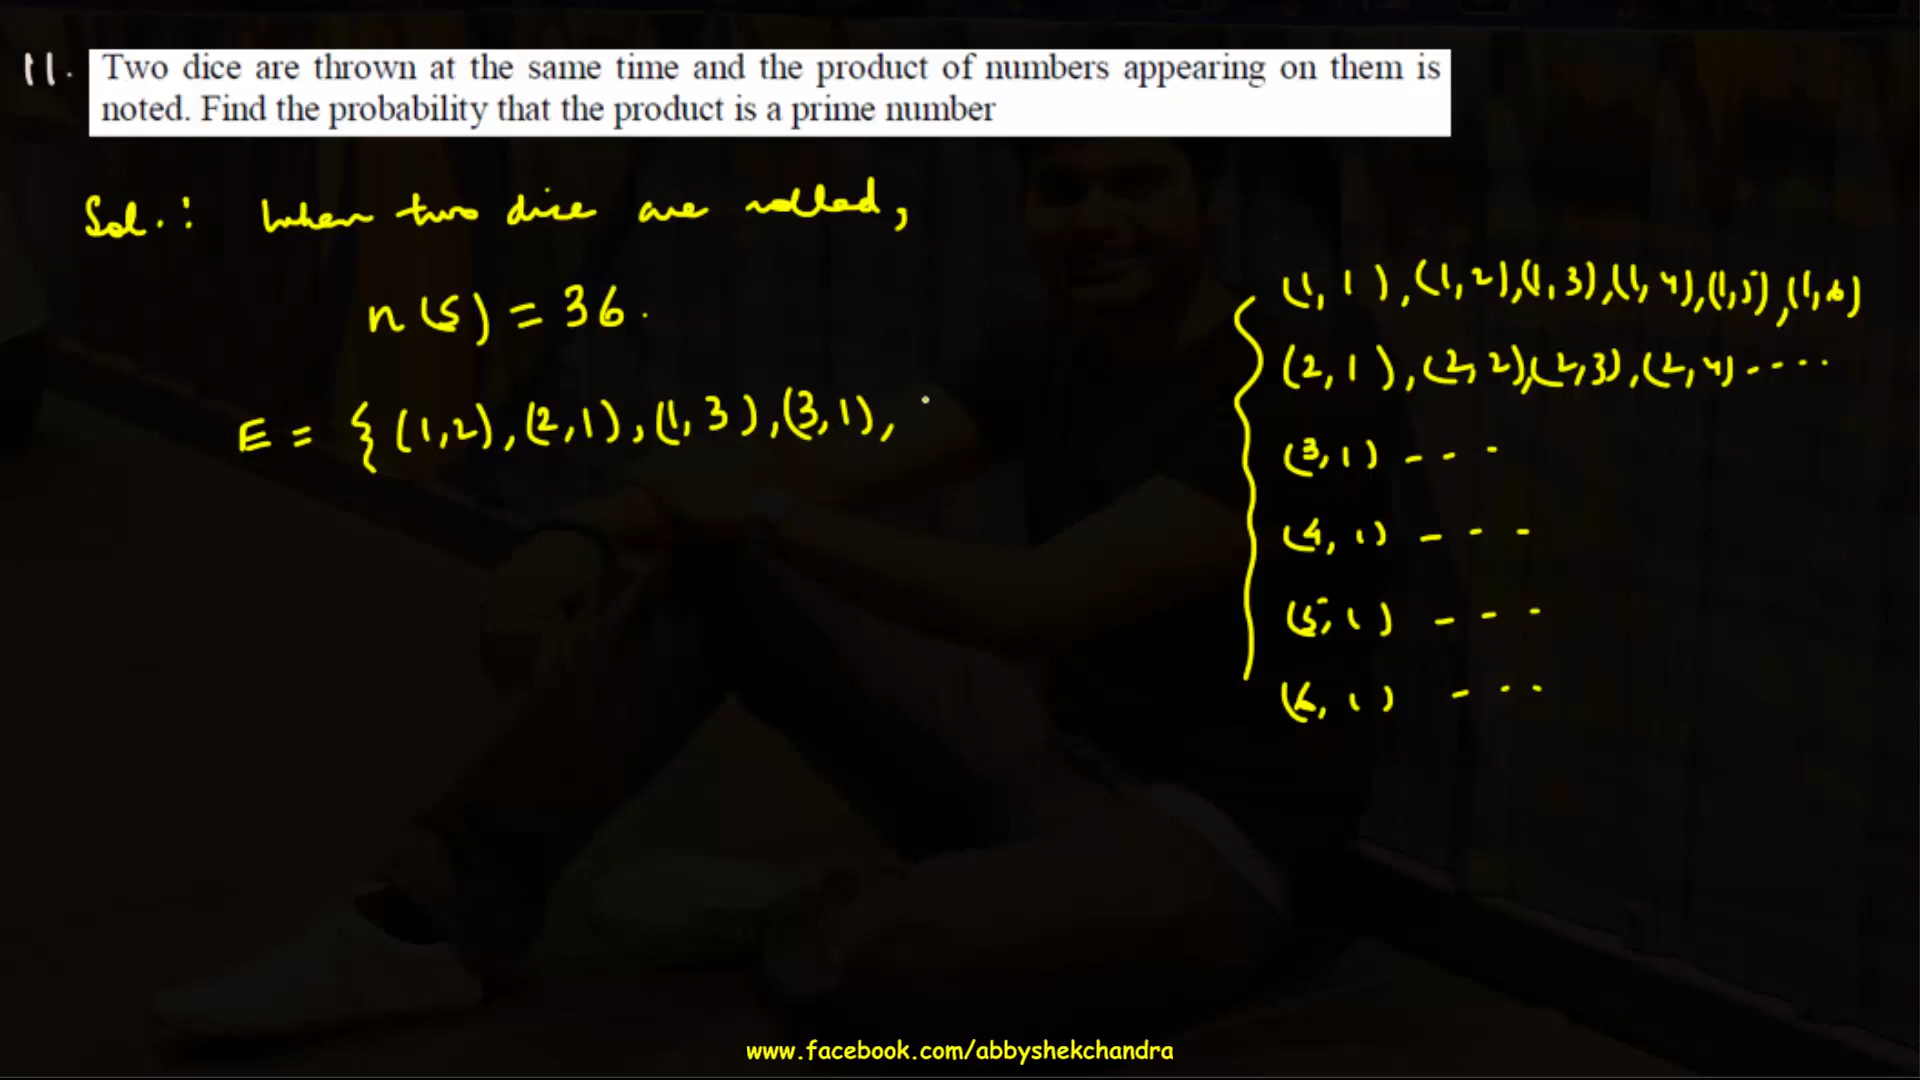 11. Two dice are thrown at the same time and the product of numbers appearing on them is
noted. Find the probability that the product is a prime number
Sol.: When two dice are rolled,
n(S) = 36.
E = { (1,2), (2,1), (1,3), (3,1),
{ (1,1), (1,2), (1,3), (1,4), (1,5), (1,6)
(2,1), (2,2), (2,3), (2,4) ----
(3,1) ---
(4,1) ---
(5,1) ---
(6,1) ---
www.facebook.com/abbyshekchandra